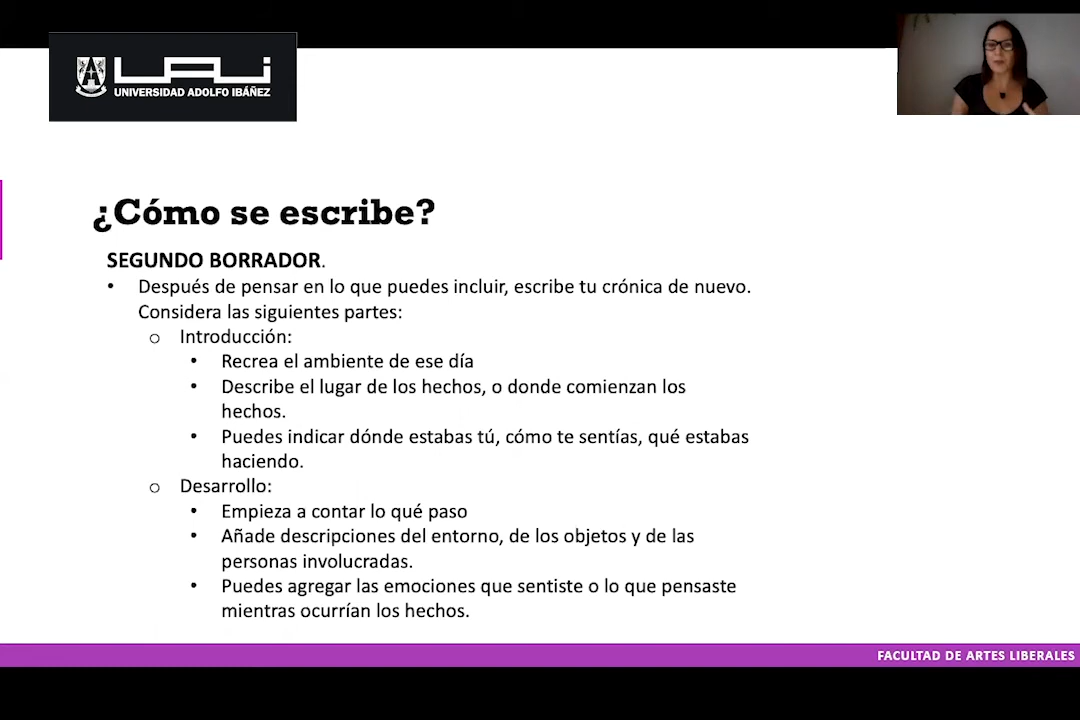 UAI
UNIVERSIDAD ADOLFO IBÁÑEZ
¿Cómo se escribe?
SEGUNDO BORRADOR.
• Después de pensar en lo que puedes incluir, escribe tu crónica de nuevo.
Considera las siguientes partes:
o Introducción:
• Recrea el ambiente de ese día
• Describe el lugar de los hechos, o donde comienzan los
hechos.
• Puedes indicar dónde estabas tú, cómo te sentías, qué estabas
haciendo.
o Desarrollo:
• Empieza a contar lo qué paso
• Añade descripciones del entorno, de los objetos y de las
personas involucradas.
• Puedes agregar las emociones que sentiste o lo que pensaste
mientras ocurrían los hechos.
FACULTAD DE ARTES LIBERALES